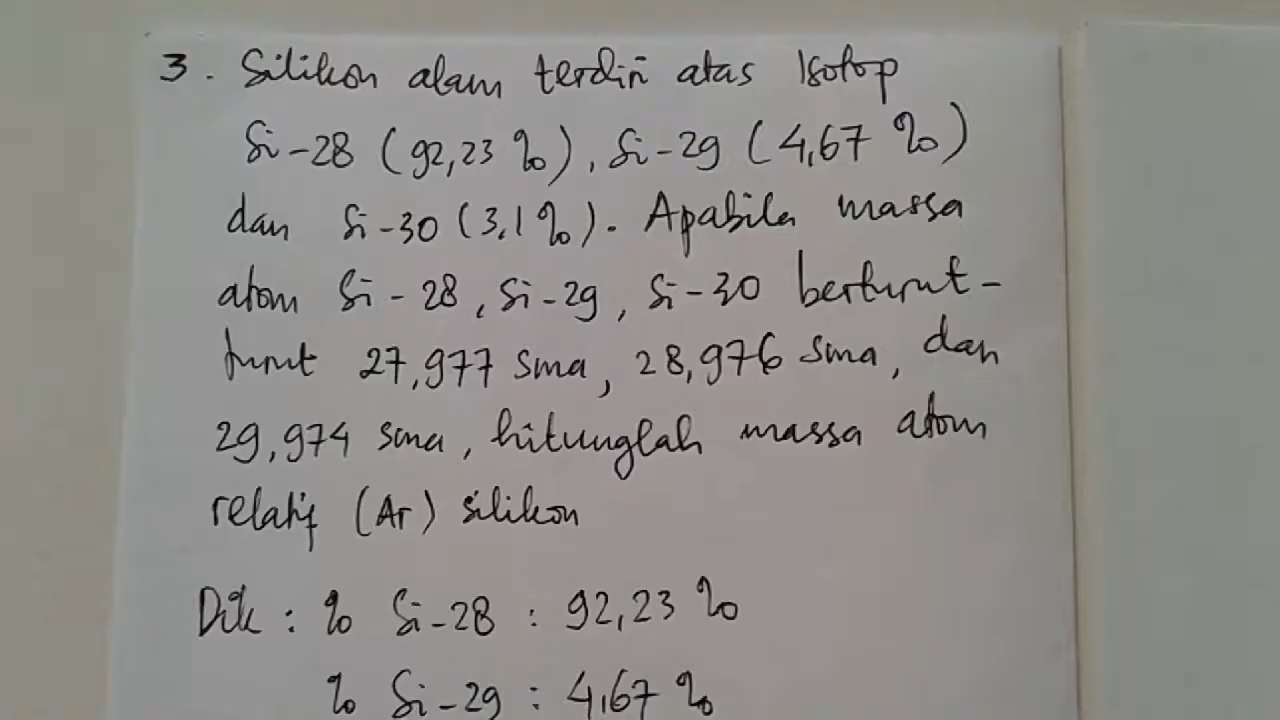 3. Silikon alam terdiri atas Isotop
Si-28 (92,23 %), Si-29 (4,67 %)
dan Si-30 (3,1 %). Apabila massa
atom Si-28, Si-29, Si-30 berturut-
turut 27,977 sma, 28,976 sma, dan
29,974 sma, hitunglah massa atom
relatif (Ar) silikon
Dik : % Si-28 : 92,23 %
% Si-29 : 4,67 %